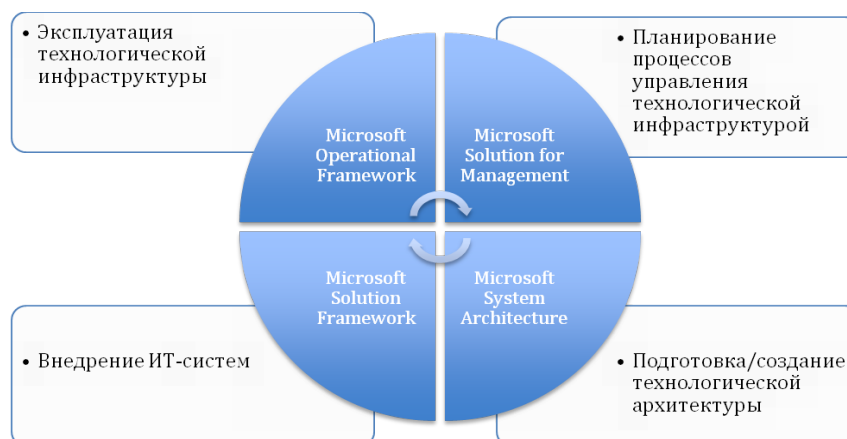 • Эксплуатация
технологической
инфраструктуры
• Планирование
процессов
управления
технологической
инфраструктурой
Microsoft
Operational
Framework
Microsoft
Solution for
Management
Microsoft
Solution
Framework
Microsoft
System
Architecture
• Внедрение ИТ-систем
• Подготовка/создание
технологической
архитектуры